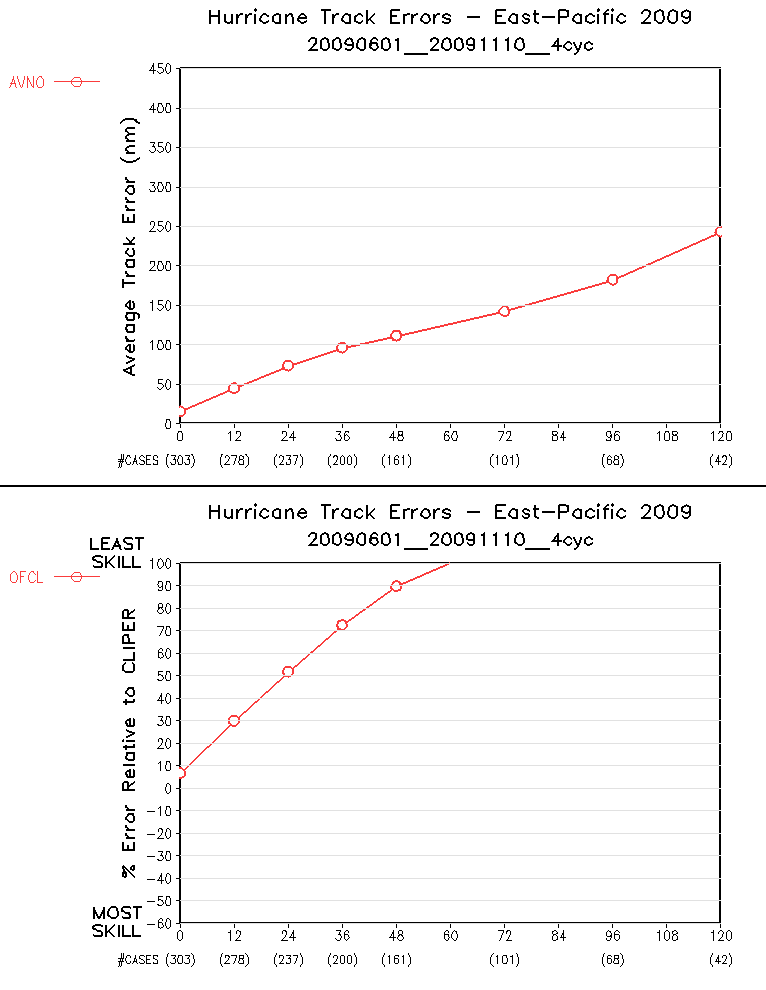 Hurricane Track Errors – East–Pacific 2009
20090601__20091110__4cyc
AVNO
Average Track Error (nm)
450
400
350
300
250
200
150
100
50
0
0 12 24 36 48 60 72 84 96 108 120
#CASES (303) (278) (237) (200) (161) (101) (68) (42)
Hurricane Track Errors – East–Pacific 2009
20090601__20091110__4cyc
LEAST
SKILL
OFCL
% Error Relative to CLIPER
100
90
80
70
60
50
40
30
20
10
0
−10
−20
−30
−40
−50
−60
MOST
SKILL
0 12 24 36 48 60 72 84 96 108 120
#CASES (303) (278) (237) (200) (161) (101) (68) (42)